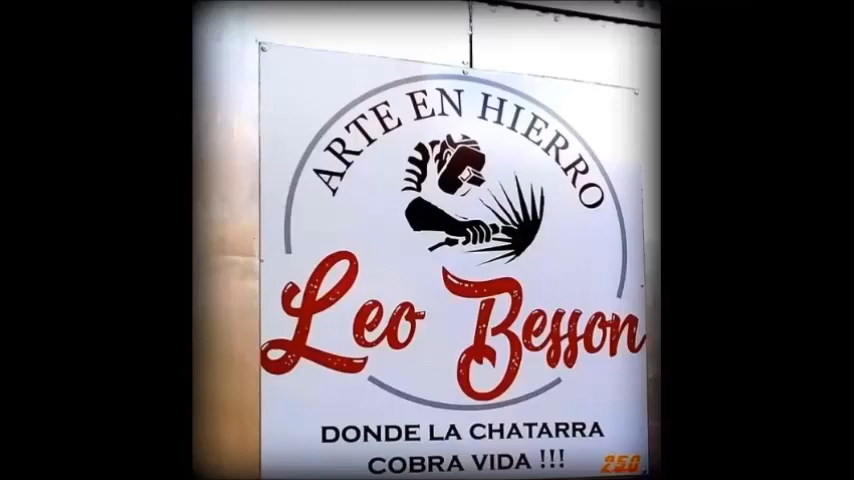 ARTE EN HIERRO
Leo Besson
DONDE LA CHATARRA
COBRA VIDA !!!
250